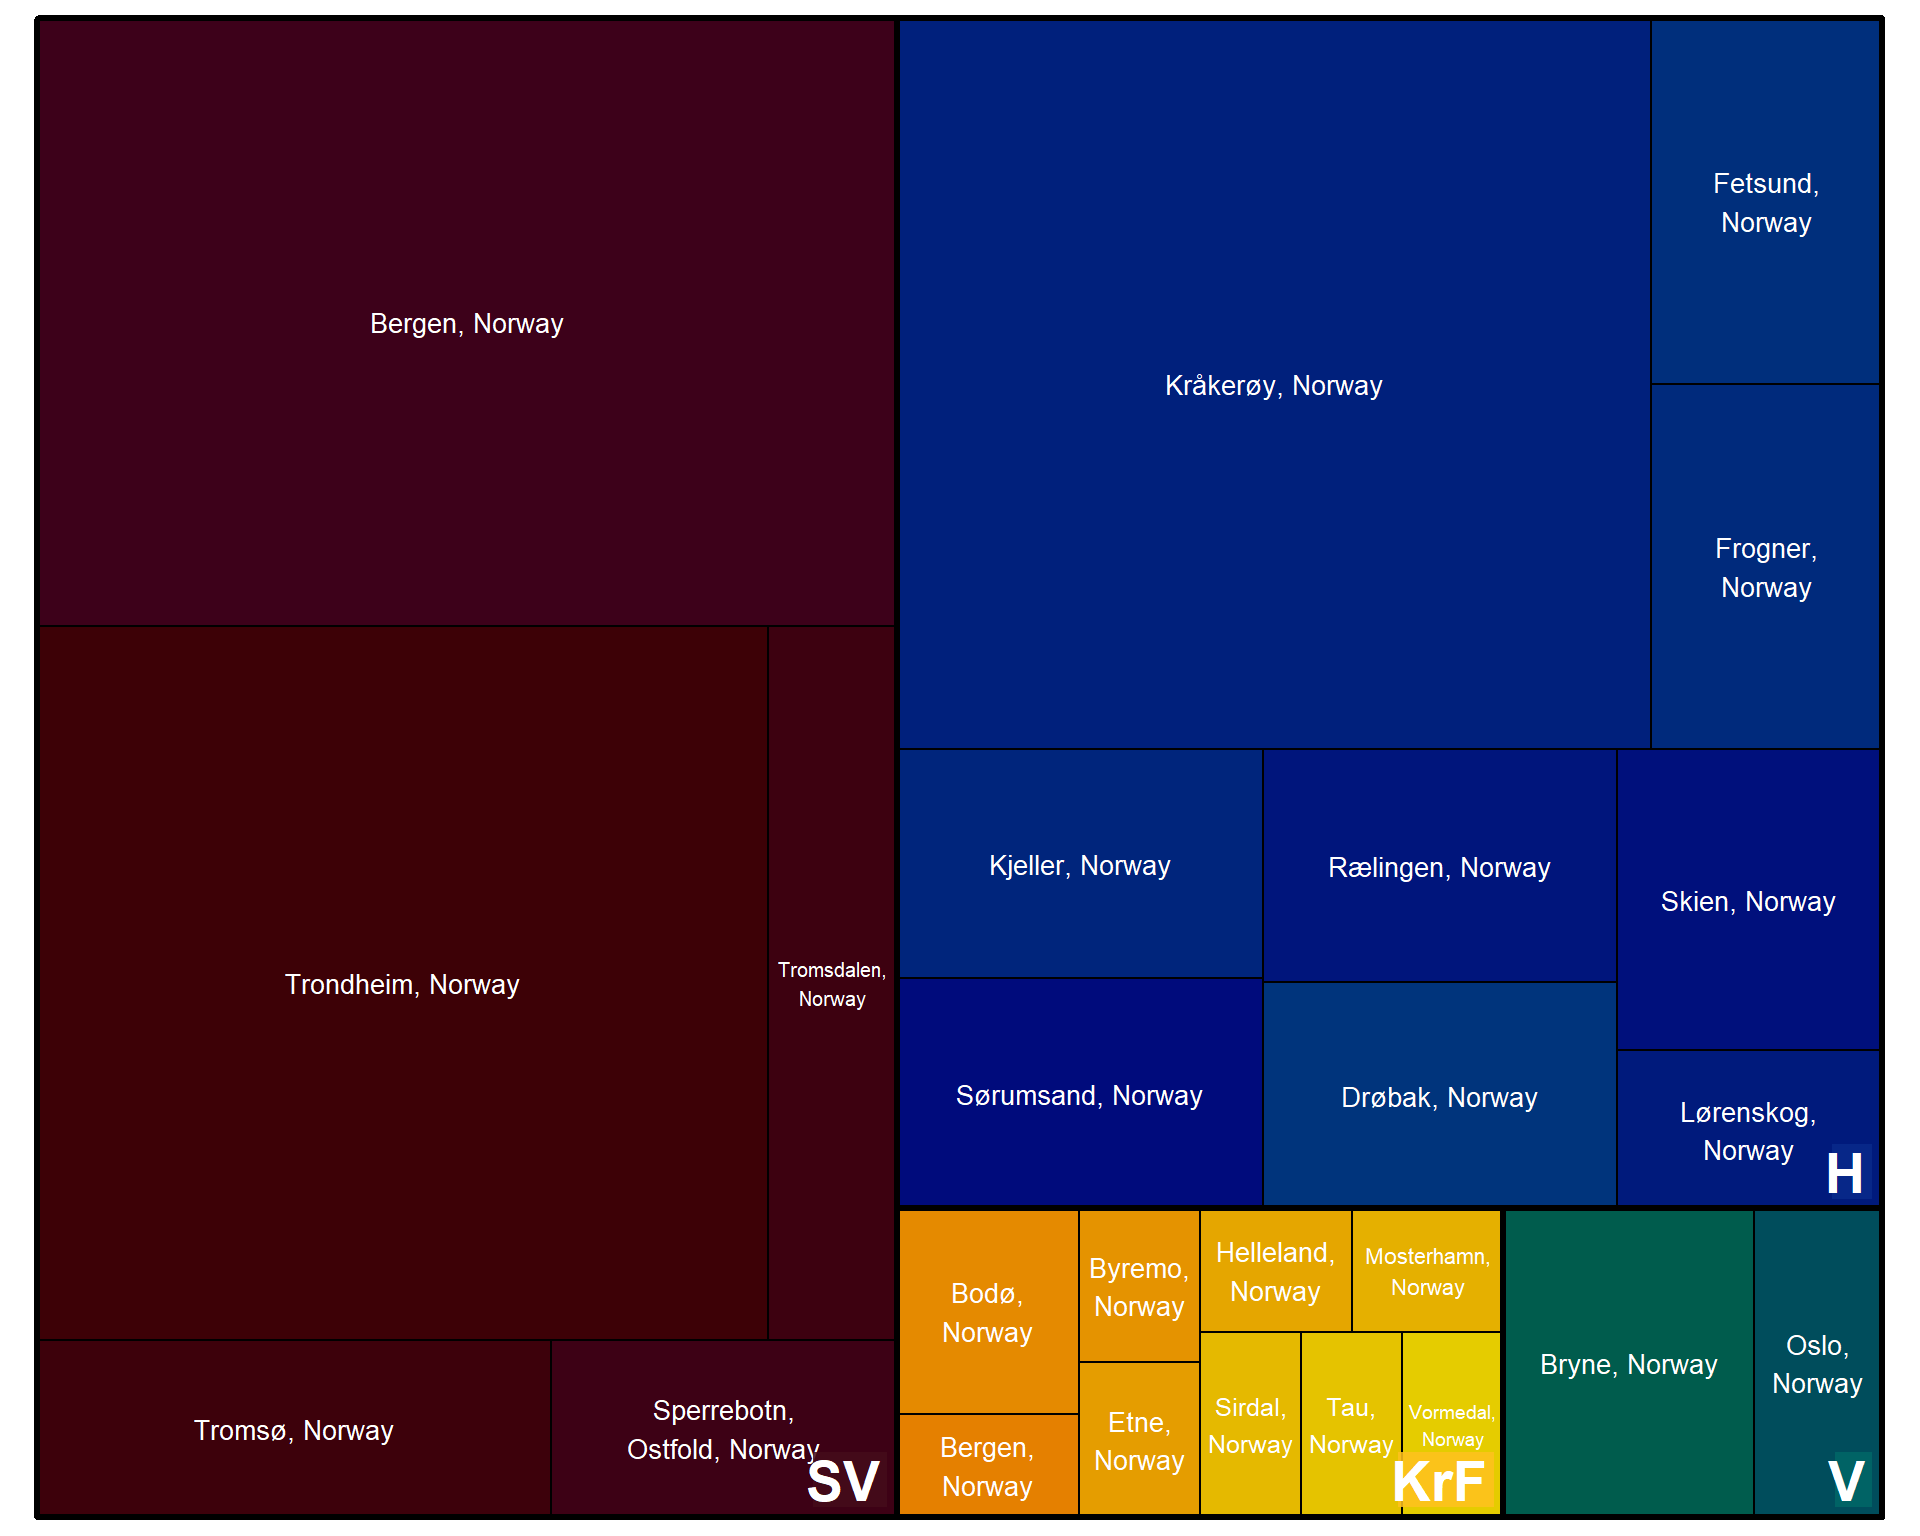 Bergen, Norway
Trondheim, Norway
Tromsdalen,
Norway
Tromsø, Norway
Sperrebotn,
Ostfold, Norway
SV
Kråkerøy, Norway
Fetsund,
Norway
Frogner,
Norway
Kjeller, Norway
Rælingen, Norway
Skien, Norway
Sørumsand, Norway
Drøbak, Norway
Lørenskog,
Norway
H
Bodø,
Norway
Bergen,
Norway
Byremo,
Norway
Etne,
Norway
Helleland,
Norway
Mosterhamn,
Norway
Sirdal,
Norway
Tau,
Norway
Vormedal,
Norway
KrF
Bryne, Norway
Oslo,
Norway
V